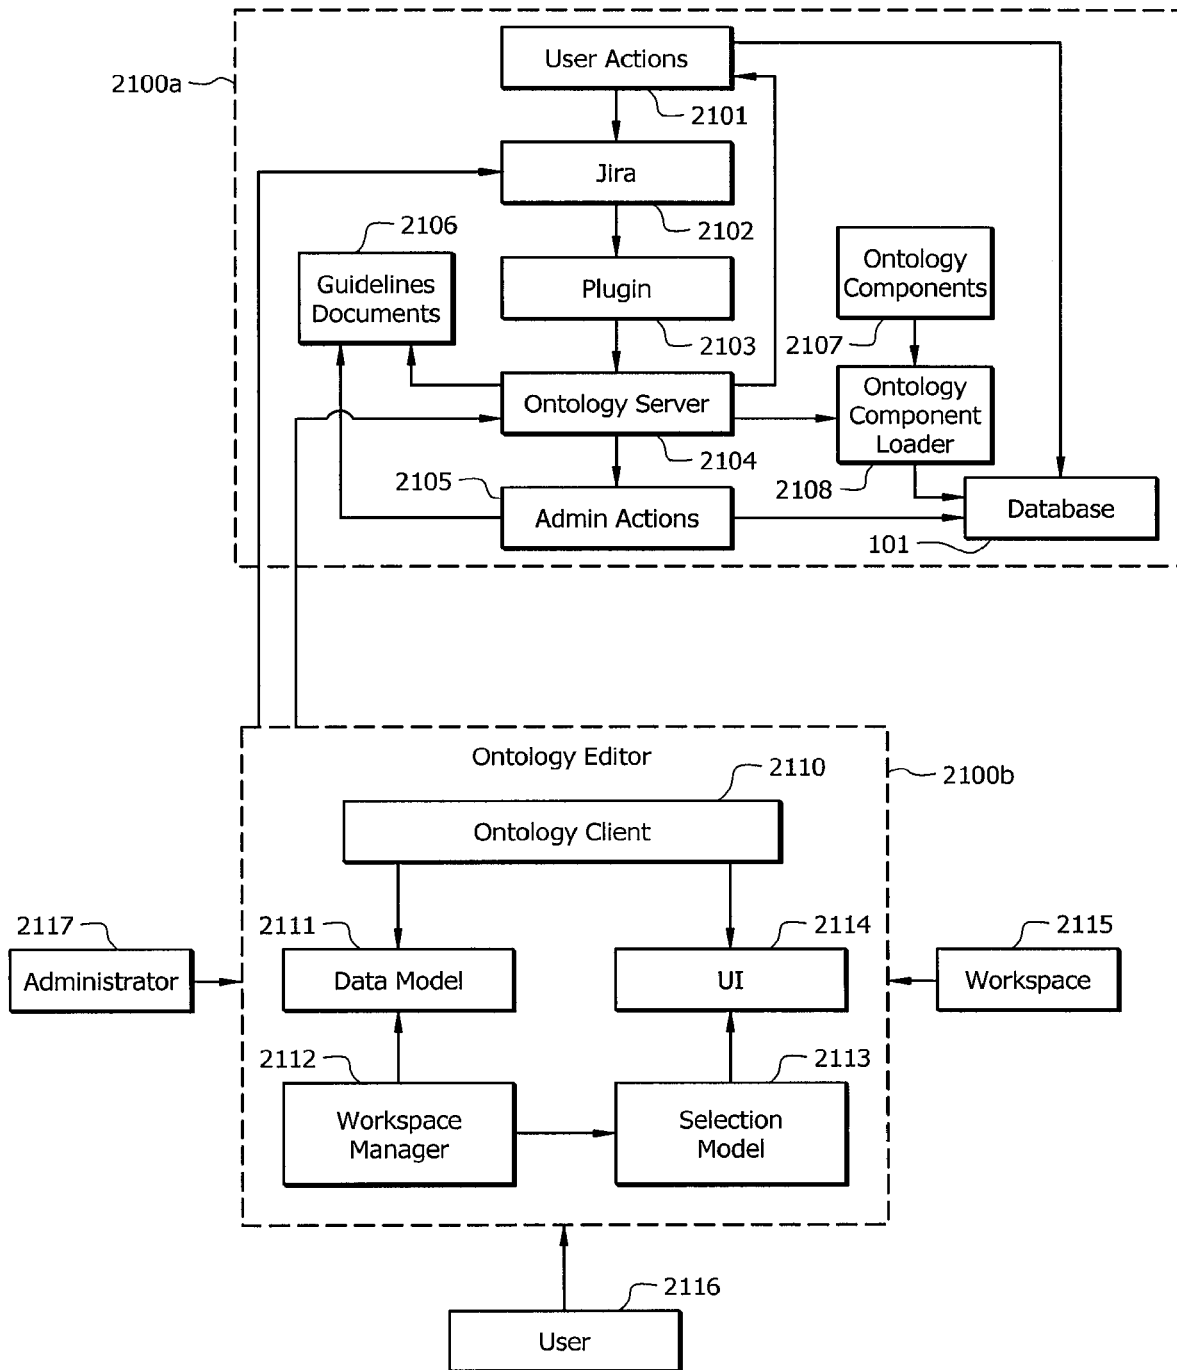 User Actions
2100a
2101
Jira
2102
2106
Guidelines
Documents
Plugin
2103
Ontology
Components
2107
Ontology Server
2104
Ontology
Component
Loader
2108
2105
Admin Actions
Database
101
Ontology Editor
2110
2100b
Ontology Client
2117
Administrator
2111
Data Model
2114
UI
2115
Workspace
2112
Workspace
Manager
2113
Selection
Model
2116
User